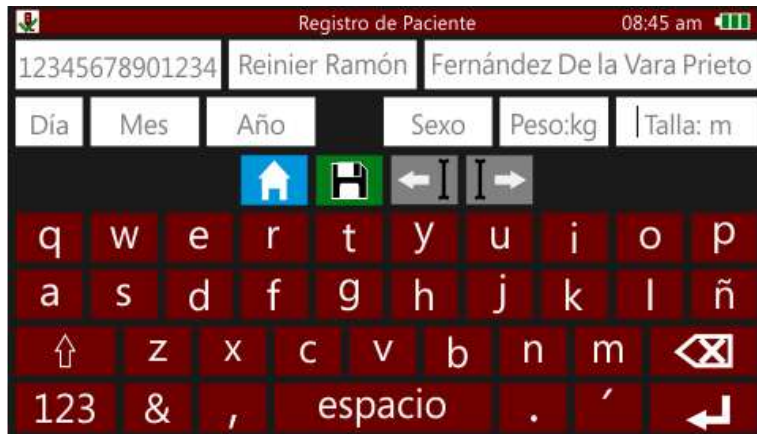 Registro de Paciente 08:45 am
12345678901234 Reinier Ramón Fernández De la Vara Prieto
Día Mes Año Sexo Peso:kg Talla: m
q w e r t y u i o p
a s d f g h j k l ñ
z x c v b n m
123 & , espacio . ´